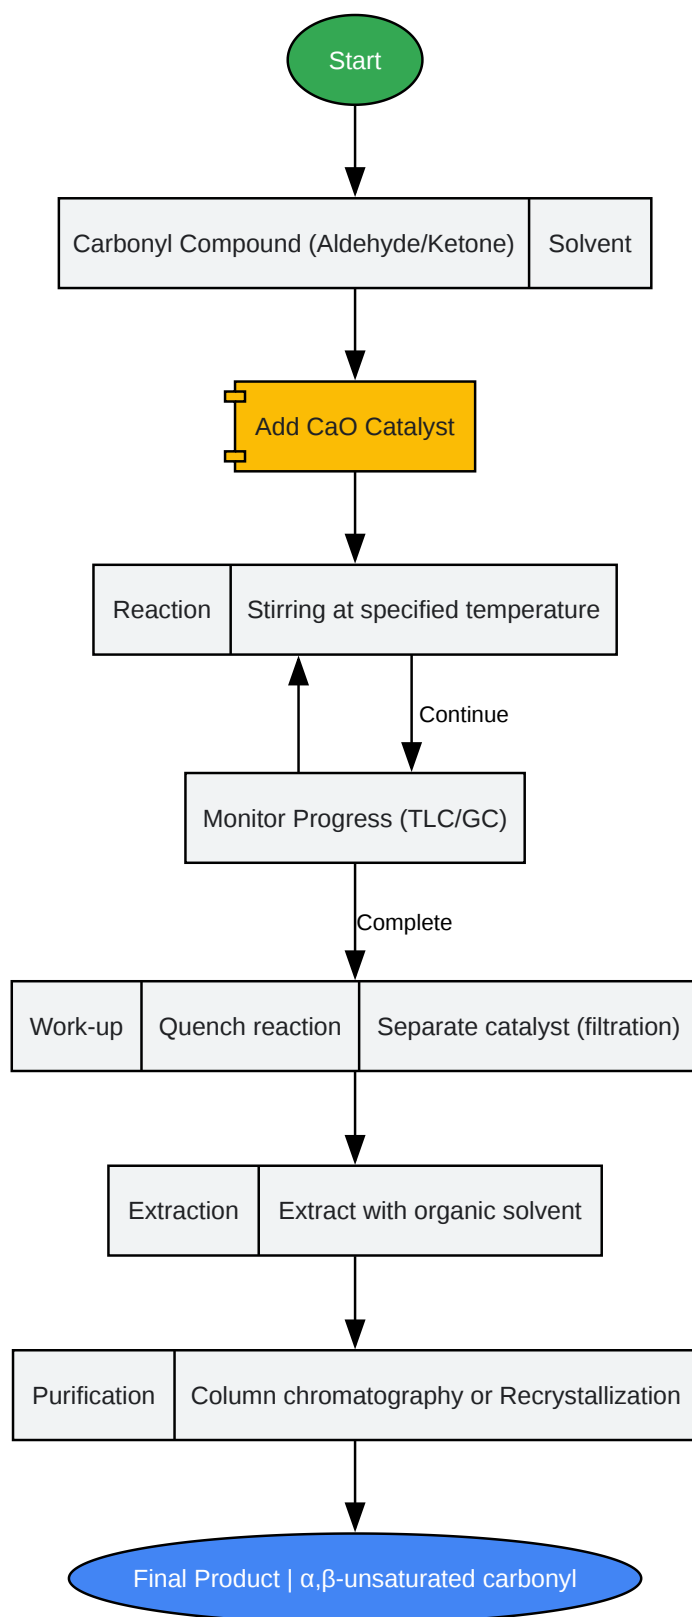 Start
Carbonyl Compound (Aldehyde/Ketone) Solvent
Add CaO Catalyst
Reaction Stirring at specified temperature
Continue
Monitor Progress (TLC/GC)
Complete
Work-up Quench reaction Separate catalyst (filtration)
Extraction Extract with organic solvent
Purification Column chromatography or Recrystallization
Final Product | α,β-unsaturated carbonyl